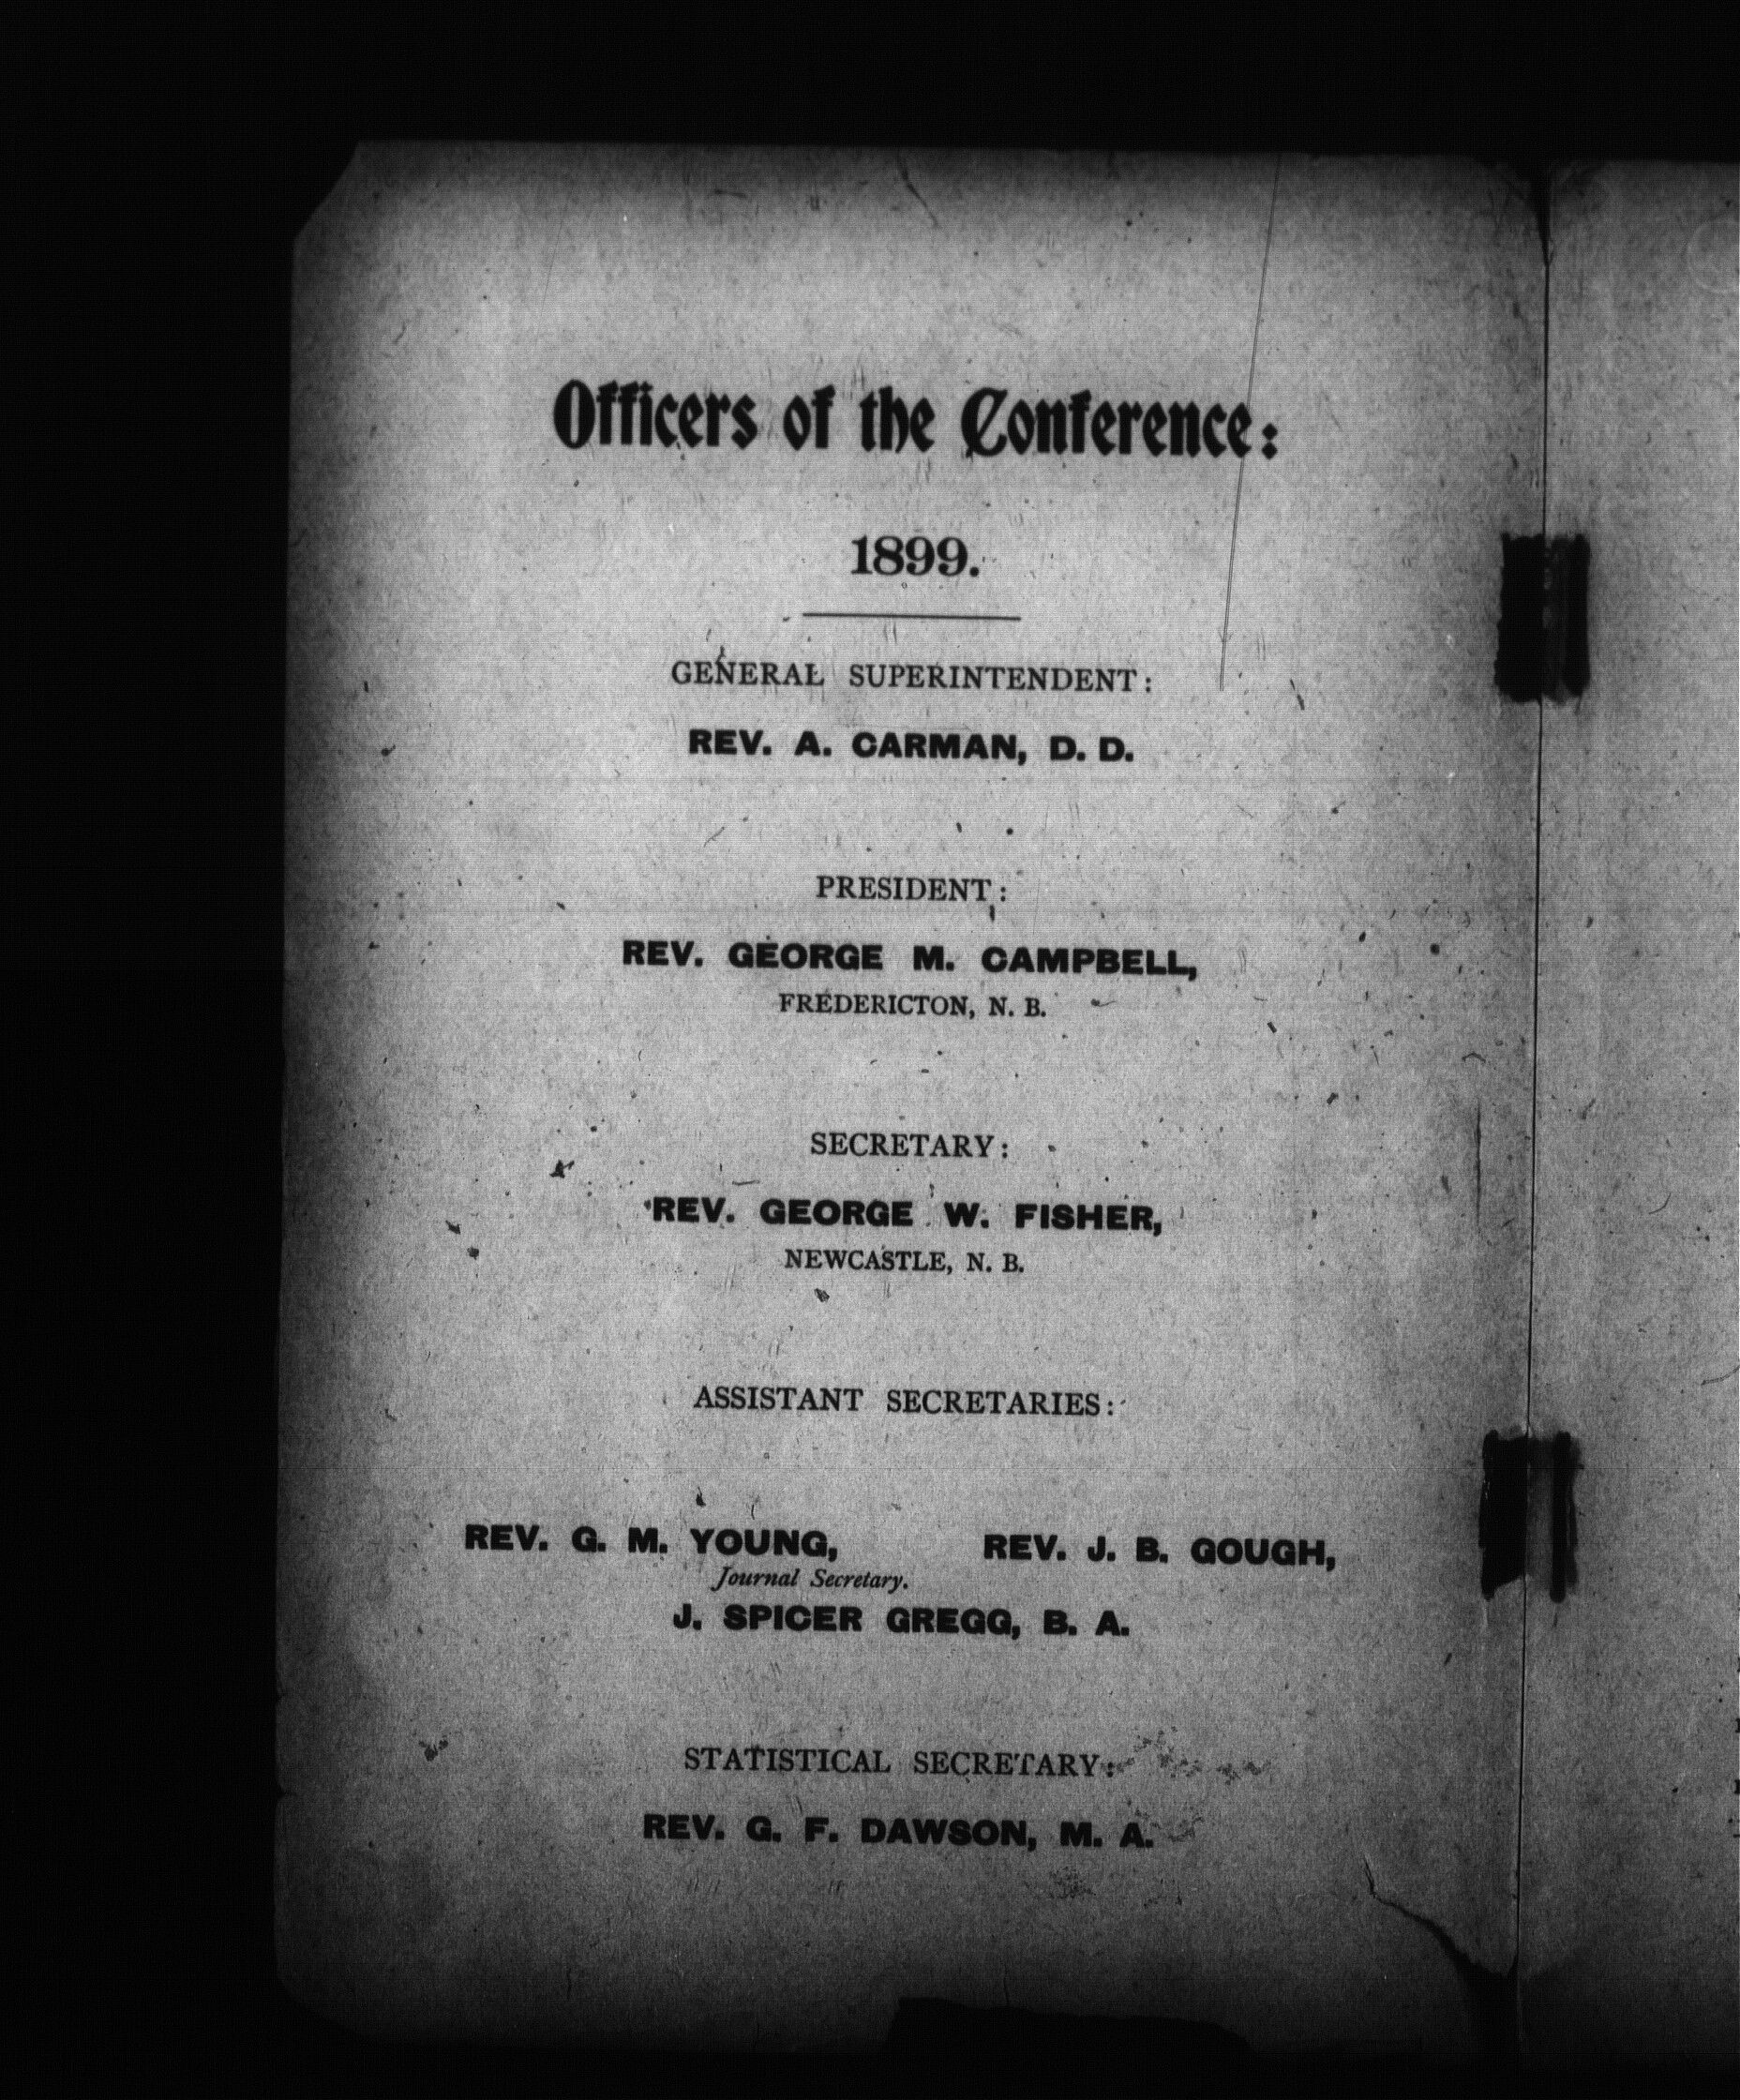 Officers of the Conference:
1899.
GENERAL SUPERINTENDENT:
REV. A. CARMAN, D. D.
PRESIDENT:
REV. GEORGE M. CAMPBELL,
FREDERICTON, N. B.
SECRETARY:
REV. GEORGE W. FISHER,
NEWCASTLE, N. B.
ASSISTANT SECRETARIES:
REV. G. M. YOUNG, REV. J. B. GOUGH,
Journal Secretary.
J. SPICER GREGG, B. A.
STATISTICAL SECRETARY:
REV. G. F. DAWSON, M. A.